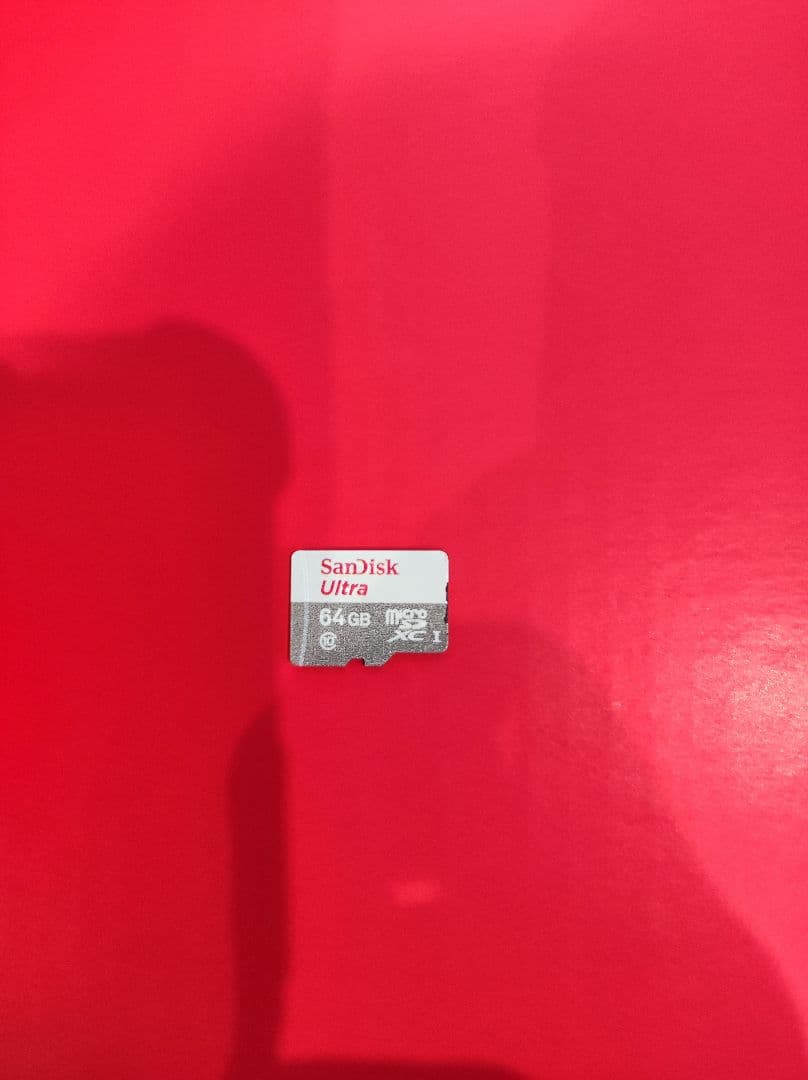 SanDisk
Ultra
64GB micro SD XC I
10